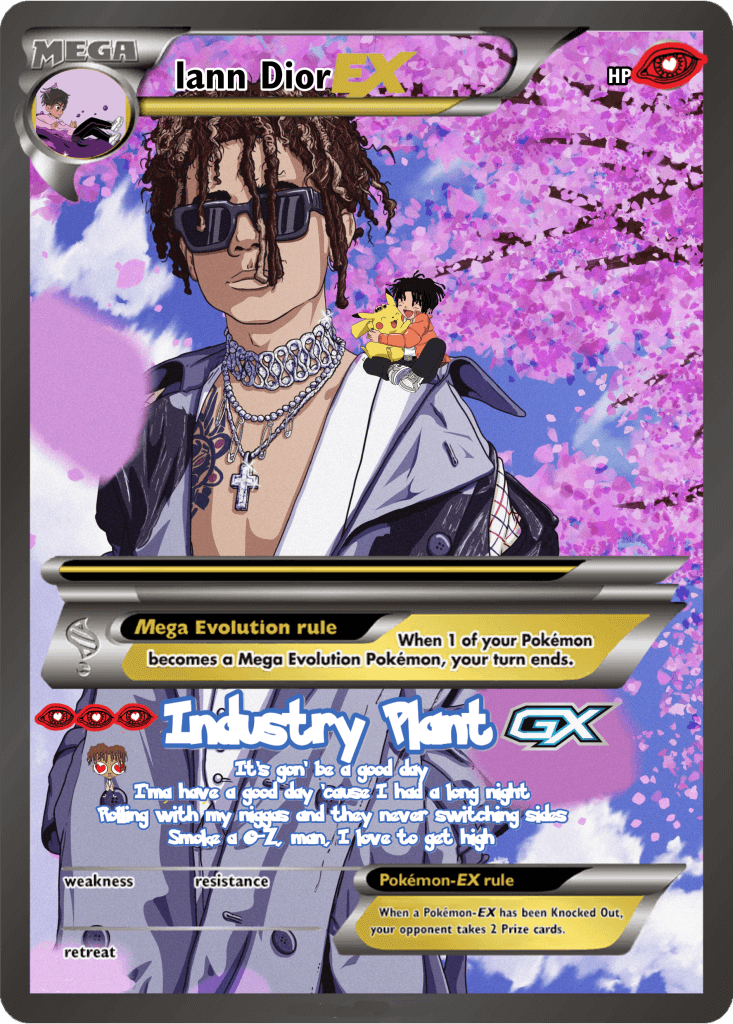 MEGA
Iann Dior EX
HP
Mega Evolution rule
When 1 of your Pokémon
becomes a Mega Evolution Pokémon, your turn ends.
Industry Plant GX
It's gon' be a good day
I'ma have a good day 'cause I had a long night
Rolling with my niggas and they never switching sides
Smoke a O-Z, man, I love to get high
weakness
resistance
Pokémon-EX rule
When a Pokémon-EX has been Knocked Out,
your opponent takes 2 Prize cards.
retreat